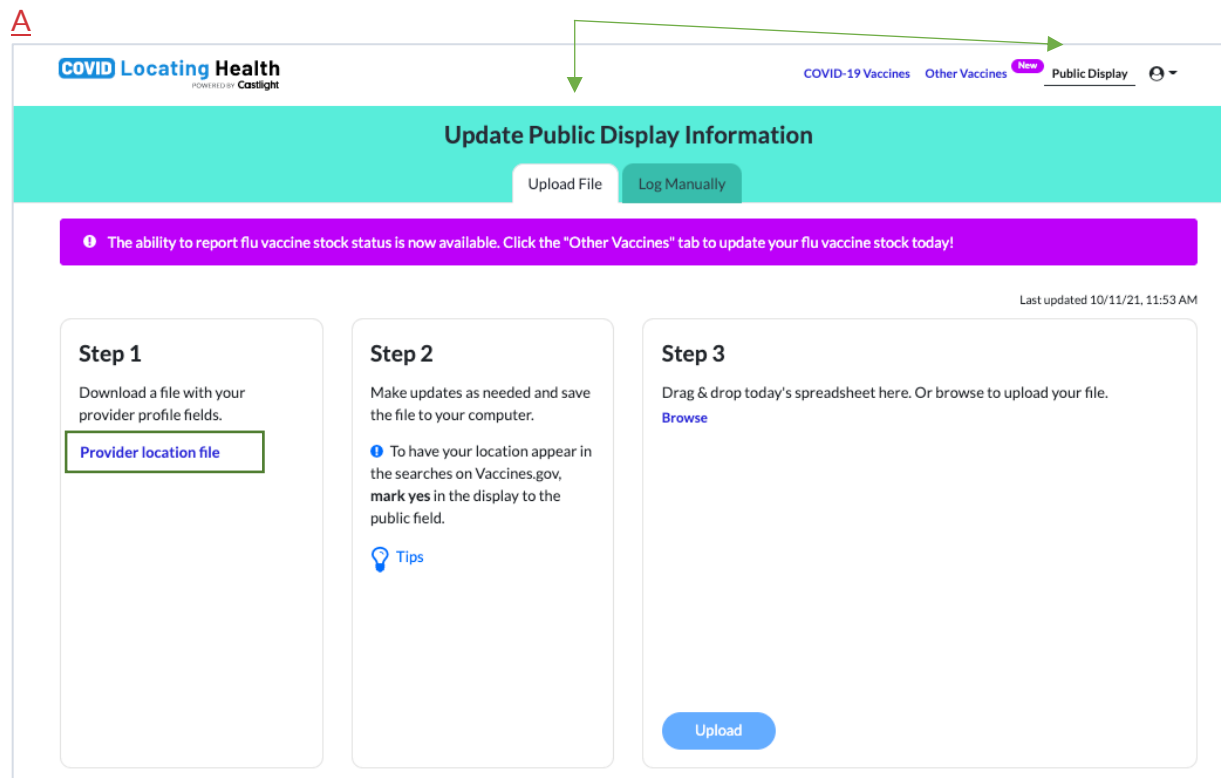 A
COVID Locating Health
POWERED BY Castlight
COVID-19 Vaccines Other Vaccines New Public Display
Update Public Display Information
Upload File Log Manually
The ability to report flu vaccine stock status is now available. Click the "Other Vaccines" tab to update your flu vaccine stock today!
Last updated 10/11/21, 11:53 AM
Step 1
Download a file with your
provider profile fields.
Provider location file
Step 2
Make updates as needed and save
the file to your computer.
To have your location appear in
the searches on Vaccines.gov,
mark yes in the display to the
public field.
Tips
Step 3
Drag & drop today's spreadsheet here. Or browse to upload your file.
Browse
Upload